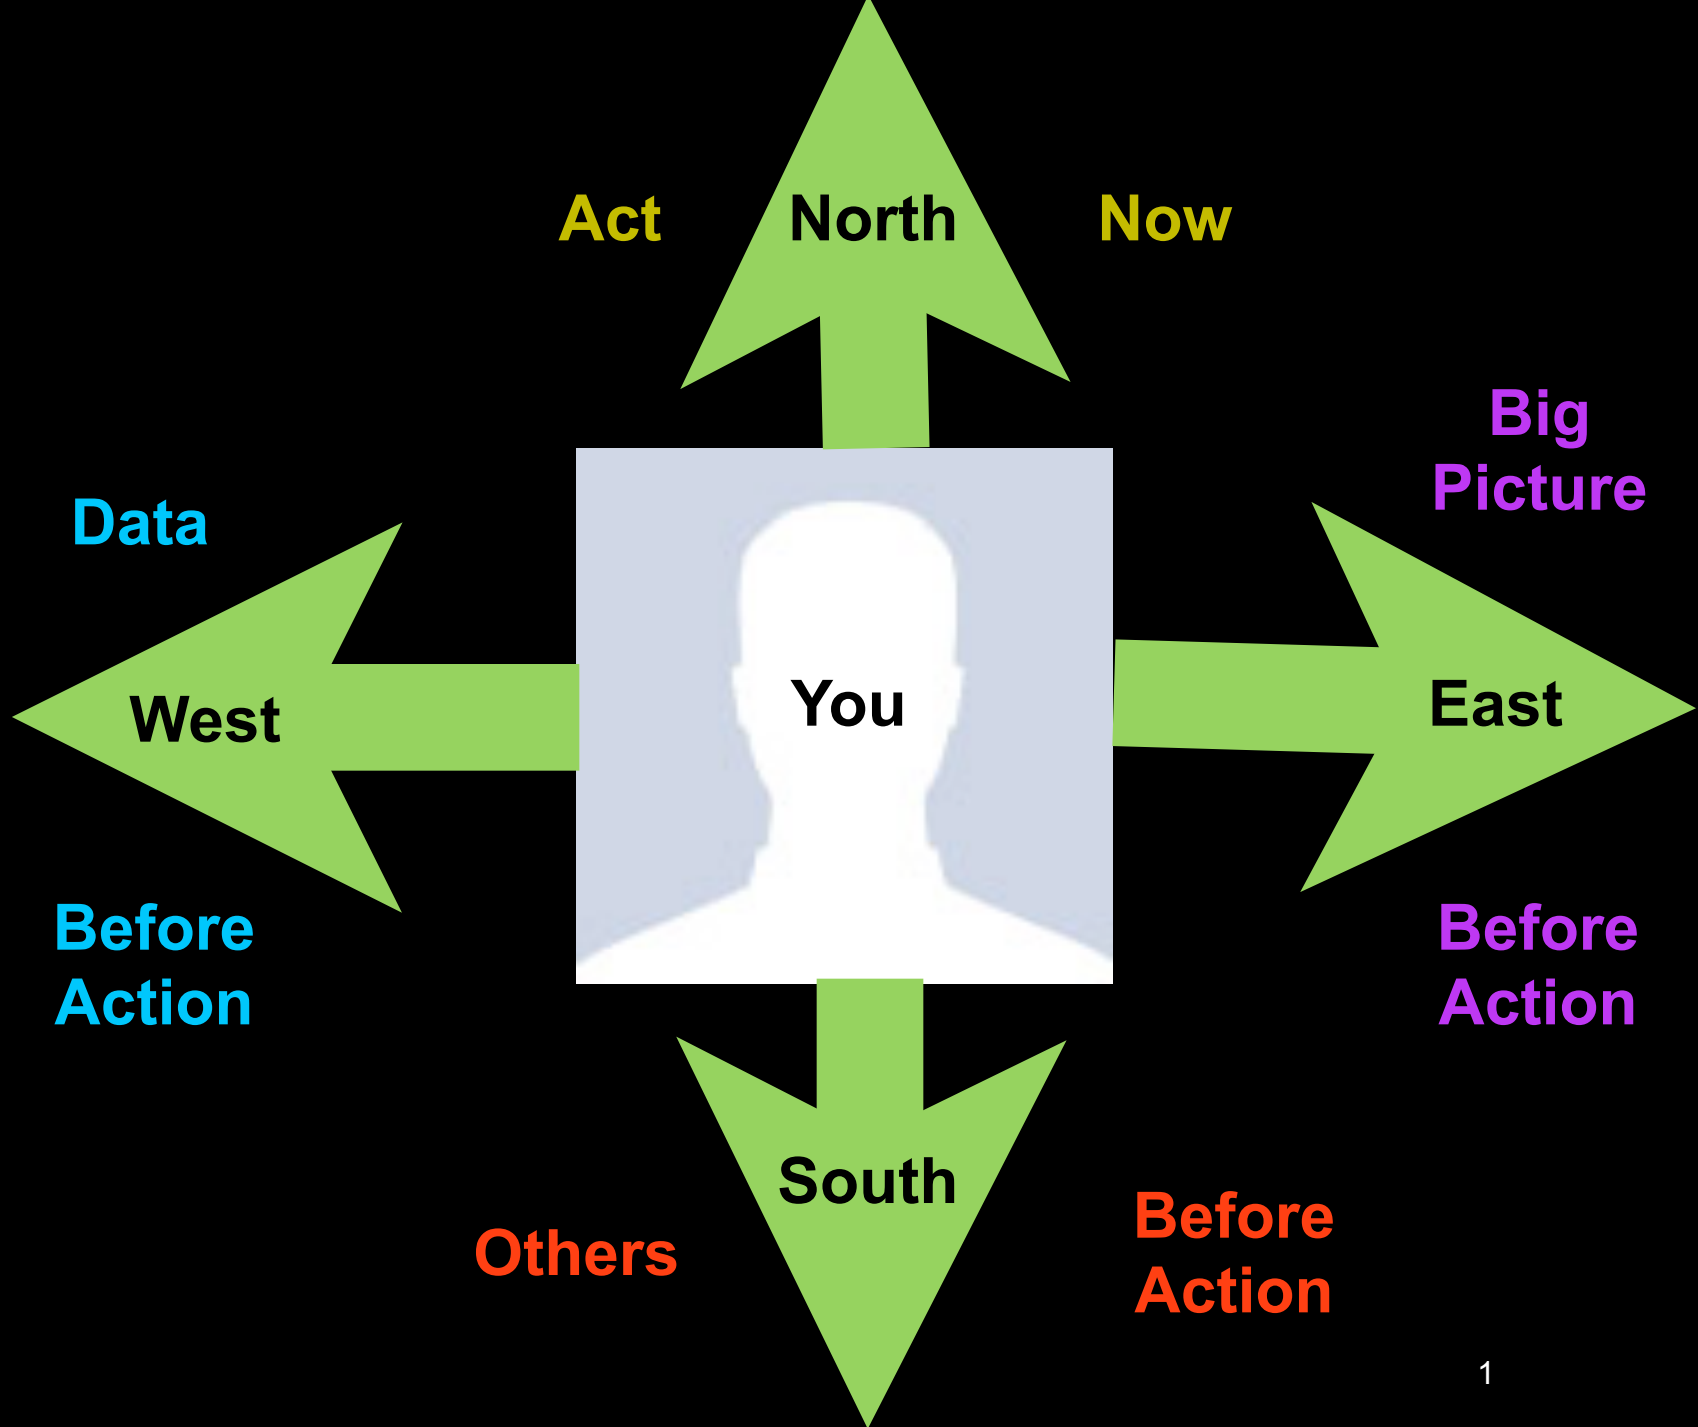 Act North Now
Big
Picture
Data
West You East
Before
Action
Before
Action
South
Others
Before
Action
1